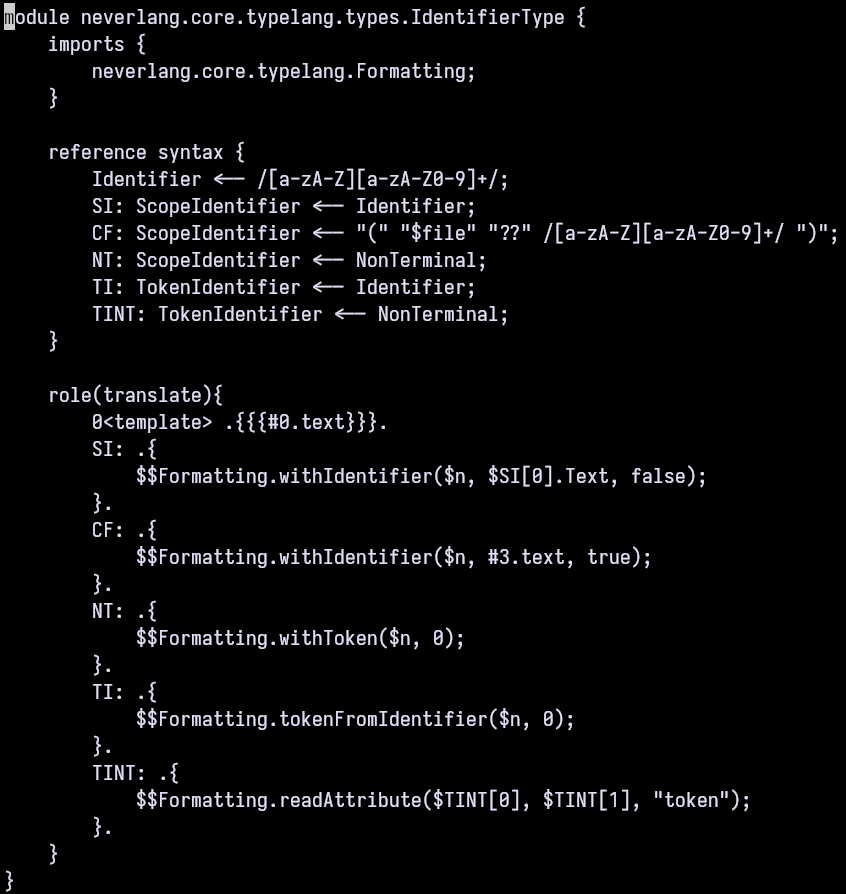 module neverlang.core.typelang.types.IdentifierType {
    imports {
        neverlang.core.typelang.Formatting;
    }

    reference syntax {
        Identifier <-- /[a-zA-Z][a-zA-Z0-9]+/;
        SI: ScopeIdentifier <-- Identifier;
        CF: ScopeIdentifier <-- "(" "$file" "??" /[a-zA-Z][a-zA-Z0-9]+/ ")";
        NT: ScopeIdentifier <-- NonTerminal;
        TI: TokenIdentifier <-- Identifier;
        TINT: TokenIdentifier <-- NonTerminal;
    }

    role(translate){
        0<template> .{{{#0.text}}}.
        SI: .{
            $$Formatting.withIdentifier($n, $SI[0].Text, false);
        }.
        CF: .{
            $$Formatting.withIdentifier($n, #3.text, true);
        }.
        NT: .{
            $$Formatting.withToken($n, 0);
        }.
        TI: .{
            $$Formatting.tokenFromIdentifier($n, 0);
        }.
        TINT: .{
            $$Formatting.readAttribute($TINT[0], $TINT[1], "token");
        }.
    }
}